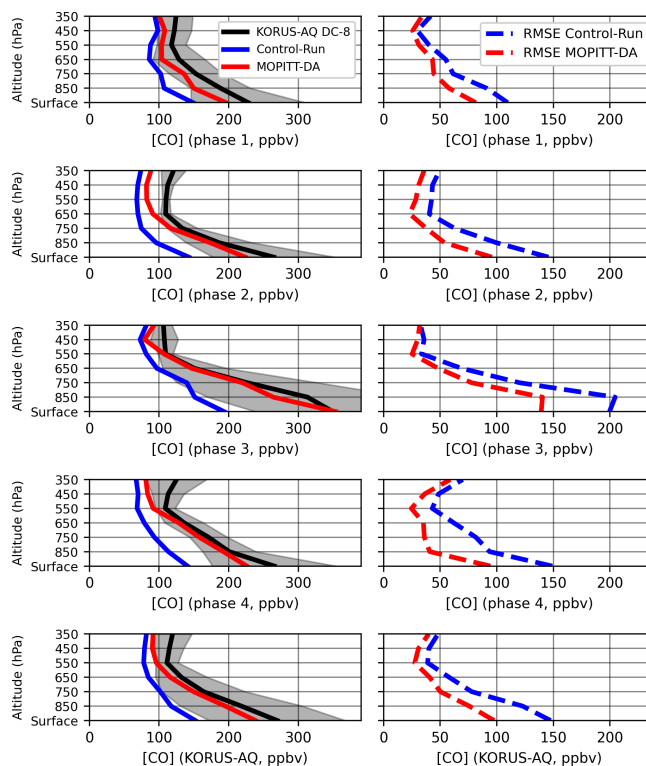 Altitude (hPa)
350
450
550
650
750
850
Surface
KORUS-AQ DC-8
Control-Run
MOPITT-DA
0 100 200 300
[CO] (phase 1, ppbv)
RMSE Control-Run
RMSE MOPITT-DA
0 50 100 150 200
[CO] (phase 1, ppbv)
Altitude (hPa)
350
450
550
650
750
850
Surface
0 100 200 300
[CO] (phase 2, ppbv)
0 50 100 150 200
[CO] (phase 2, ppbv)
Altitude (hPa)
350
450
550
650
750
850
Surface
0 100 200 300
[CO] (phase 3, ppbv)
0 50 100 150 200
[CO] (phase 3, ppbv)
Altitude (hPa)
350
450
550
650
750
850
Surface
0 100 200 300
[CO] (phase 4, ppbv)
0 50 100 150 200
[CO] (phase 4, ppbv)
Altitude (hPa)
350
450
550
650
750
850
Surface
0 100 200 300
[CO] (KORUS-AQ, ppbv)
0 50 100 150 200
[CO] (KORUS-AQ, ppbv)